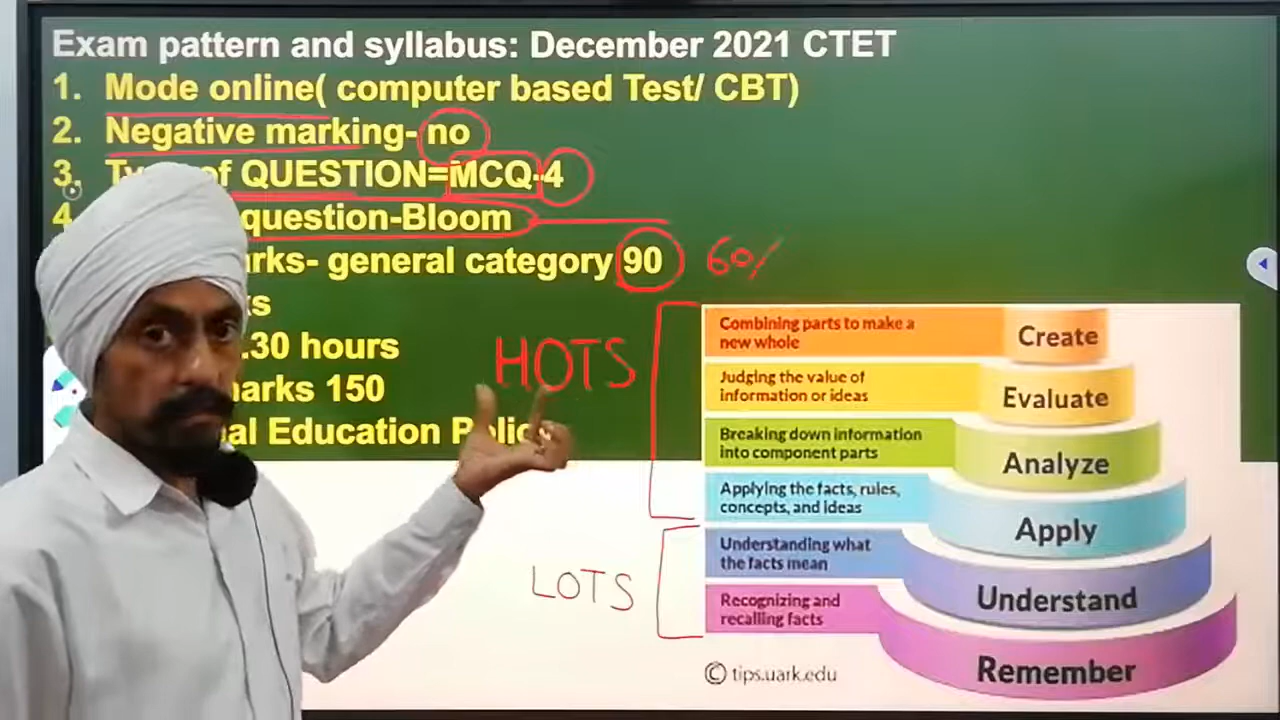 Exam pattern and syllabus: December 2021 CTET
1. Mode online( computer based Test/ CBT)
2. Negative marking- no
3. of QUESTION=MCQ-4
4 question-Bloom
- general category 90 60%
.30 hours
150
Education
HOTS
LOTS
Combining parts to make a
new whole
Create
Judging the value of
information or ideas
Evaluate
Breaking down information
into component parts
Analyze
Applying the facts, rules,
concepts, and ideas
Apply
Understanding what
the facts mean
Understand
Recognizing and
recalling facts
Remember
© tips.uark.edu